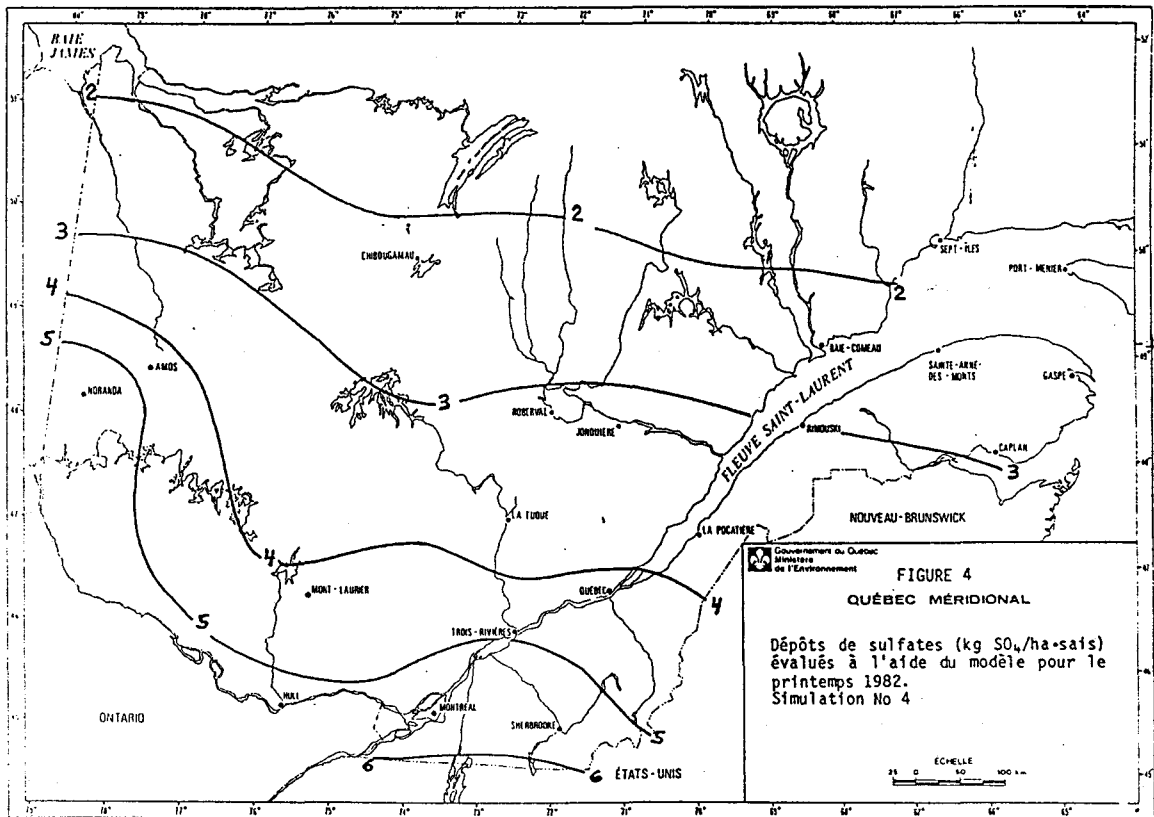 BAIE
JAMES
2
3
4
5
CHIBOUGAMAU
2
SEPT-ÎLES
PORT-MENIER
2
AMOS
NORANDA
3
ROBERVAL
JONQUIÈRE
BAIE-COMEAU
SAINTE-ANNE-
DES-MONTS
GASPÉ
FLEUVE SAINT-LAURENT
RIMOUSKI
CAPLAN
3
LA TUQUE
LA POCATIÈRE
NOUVEAU-BRUNSWICK
4
MONT-LAURIER
QUÉBEC
4
5
TROIS-RIVIÈRES
HULL
MONTRÉAL
SHERBROOKE
5
ONTARIO
6
6
ÉTATS-UNIS
Gouvernement du Québec
Ministère
de l'Environnement
FIGURE 4
QUÉBEC MÉRIDIONAL
Dépôts de sulfates (kg SO₄/ha•sais)
évalués à l'aide du modèle pour le
printemps 1982.
Simulation No 4
ÉCHELLE
25 0 50 100 km